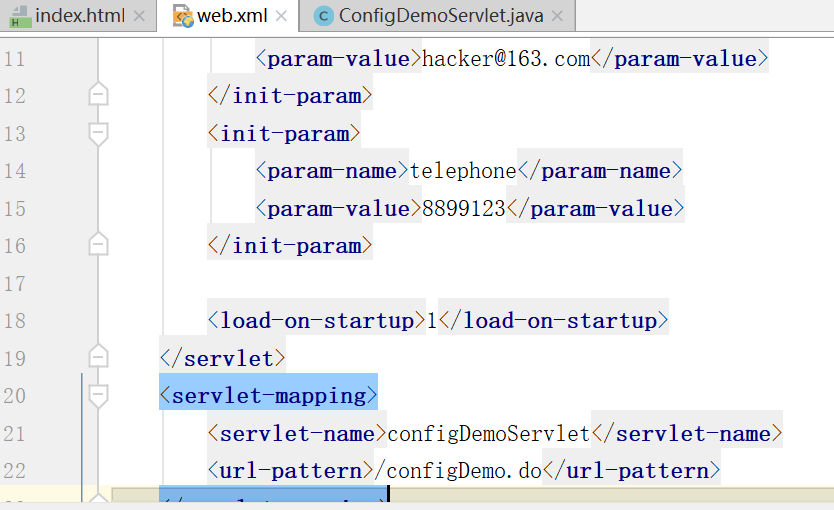 index.html
web.xml
ConfigDemoServlet.java
11 <param-value>hacker@163.com</param-value>
12 </init-param>
13 <init-param>
14 <param-name>telephone</param-name>
15 <param-value>8899123</param-value>
16 </init-param>
17
18 <load-on-startup>1</load-on-startup>
19 </servlet>
20 <servlet-mapping>
21 <servlet-name>configDemoServlet</servlet-name>
22 <url-pattern>/configDemo.do</url-pattern>